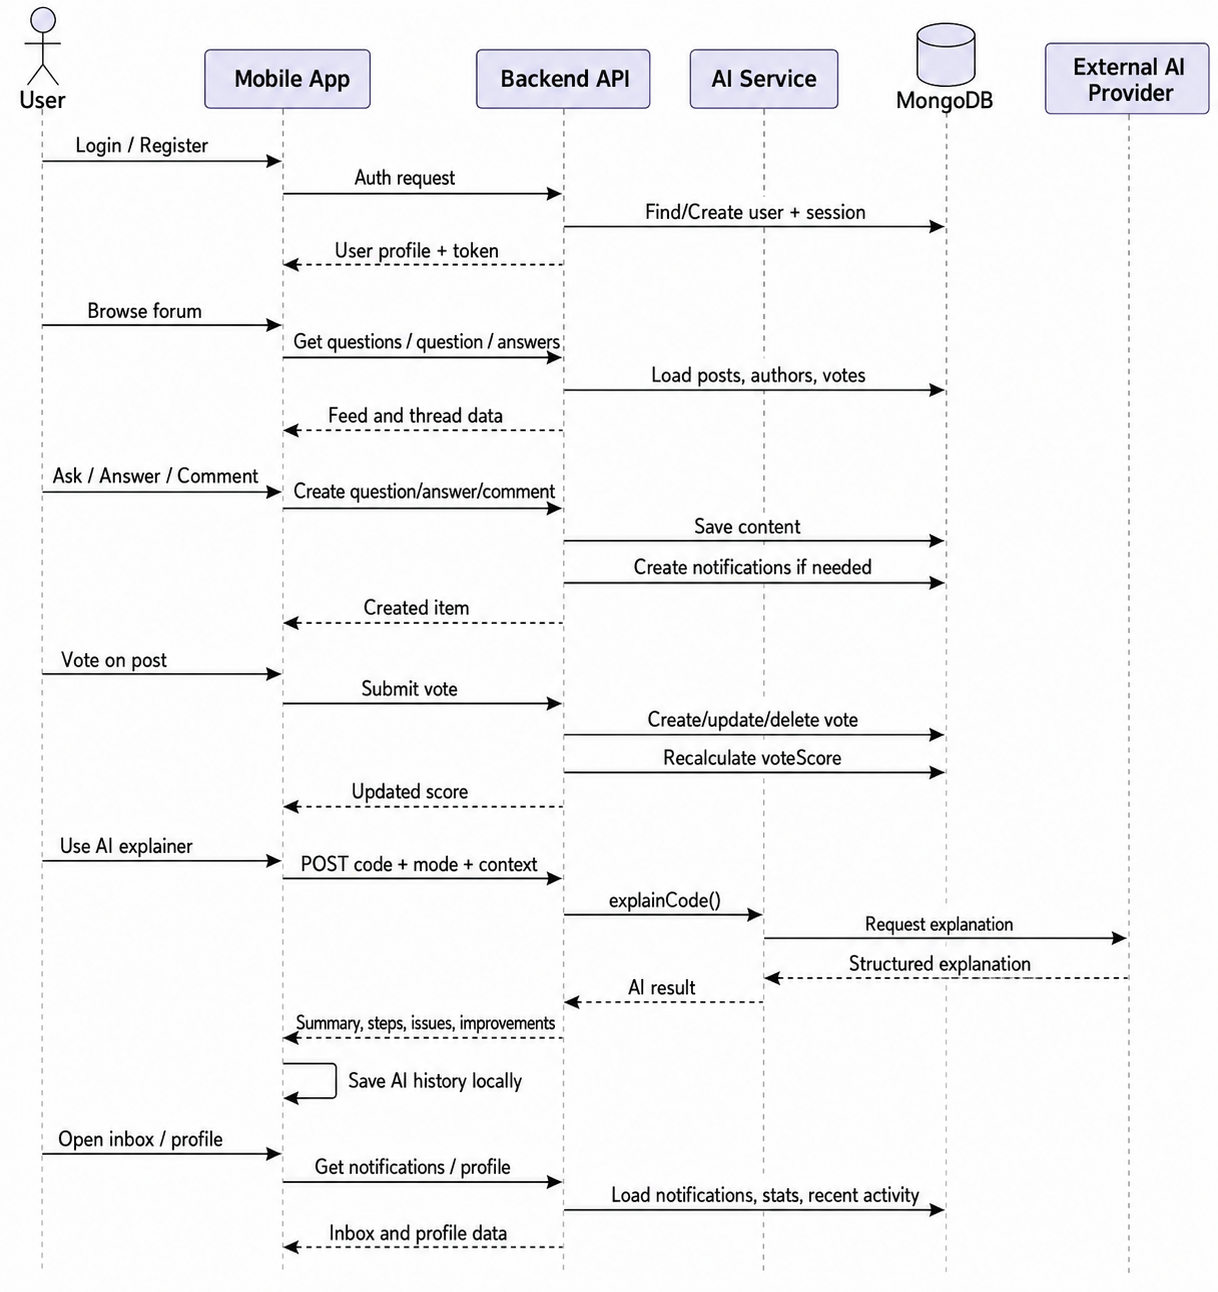 User
Mobile App
Backend API
AI Service
MongoDB
External AI
Provider
Login / Register
Auth request
Find/Create user + session
User profile + token
Browse forum
Get questions / question / answers
Load posts, authors, votes
Feed and thread data
Ask / Answer / Comment
Create question/answer/comment
Save content
Create notifications if needed
Created item
Vote on post
Submit vote
Create/update/delete vote
Recalculate voteScore
Updated score
Use AI explainer
POST code + mode + context
explainCode()
Request explanation
Structured explanation
AI result
Summary, steps, issues, improvements
Save AI history locally
Open inbox / profile
Get notifications / profile
Load notifications, stats, recent activity
Inbox and profile data